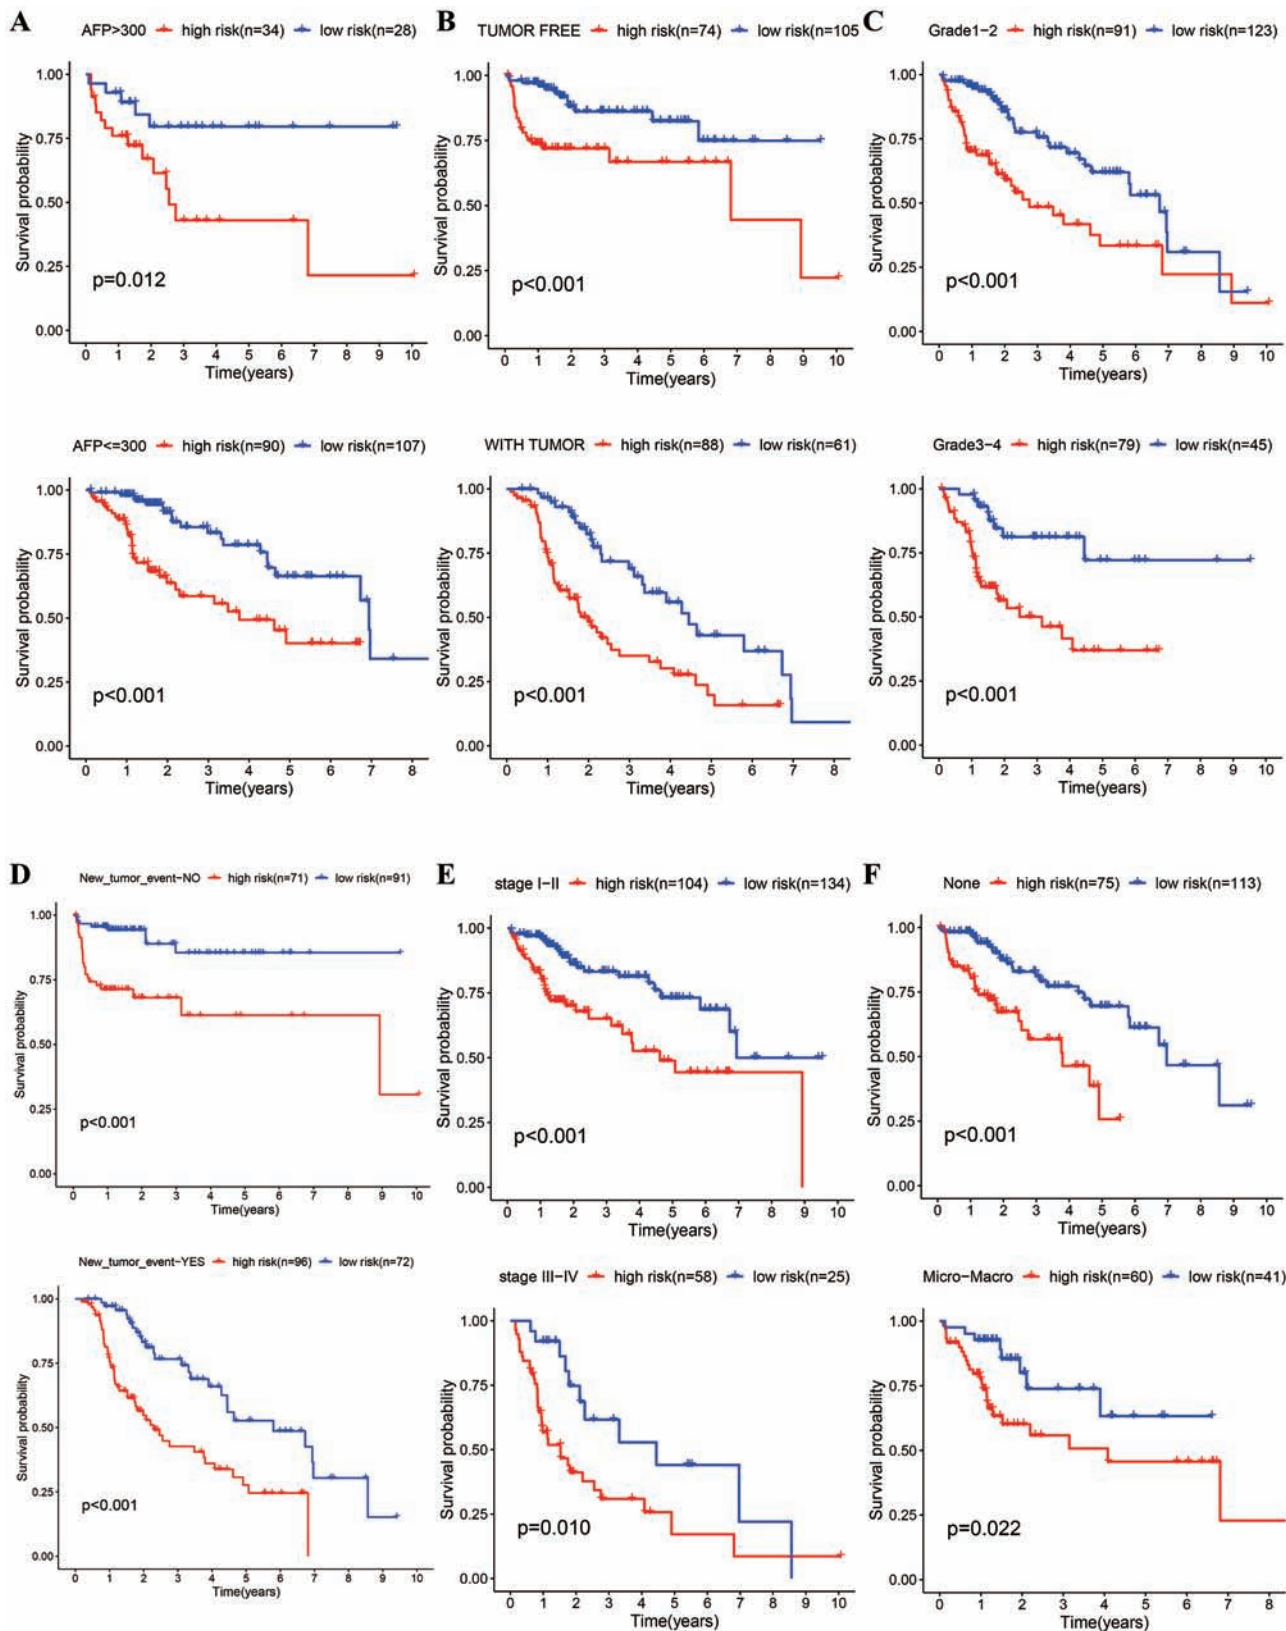 A
AFP>300 high risk(n=34) low risk(n=28)
Survival probability
1.00
0.75
0.50
0.25
0.00
p=0.012
0 1 2 3 4 5 6 7 8 9 10
Time(years)
B
TUMOR FREE high risk(n=74) low risk(n=105
Survival probability
1.00
0.75
0.50
0.25
0.00
p<0.001
0 1 2 3 4 5 6 7 8 9 10
Time(years)
C
Grade1-2 high risk(n=91) low risk(n=123)
Survival probability
1.00
0.75
0.50
0.25
0.00
p<0.001
0 1 2 3 4 5 6 7 8 9 10
Time(years)
AFP<=300 high risk(n=90) low risk(n=107)
Survival probability
1.00
0.75
0.50
0.25
0.00
p<0.001
0 1 2 3 4 5 6 7 8
Time(years)
WITH TUMOR high risk(n=88) low risk(n=61)
Survival probability
1.00
0.75
0.50
0.25
0.00
p<0.001
0 1 2 3 4 5 6 7 8
Time(years)
Grade3-4 high risk(n=79) low risk(n=45)
Survival probability
1.00
0.75
0.50
0.25
0.00
p<0.001
0 1 2 3 4 5 6 7 8 9 10
Time(years)
D
New_tumor_event-NO high risk(n=71) low risk(n=91)
Survival probability
1.00
0.75
0.50
0.25
0.00
p<0.001
0 1 2 3 4 5 6 7 8 9 10
Time(years)
E
stage I-II high risk(n=104) low risk(n=134)
Survival probability
1.00
0.75
0.50
0.25
0.00
p<0.001
0 1 2 3 4 5 6 7 8 9 10
Time(years)
F
None high risk(n=75) low risk(n=113)
Survival probability
1.00
0.75
0.50
0.25
0.00
p<0.001
0 1 2 3 4 5 6 7 8 9 10
Time(years)
New_tumor_event-YES high risk(n=96) low risk(n=72)
Survival probability
1.00
0.75
0.50
0.25
0.00
p<0.001
0 1 2 3 4 5 6 7 8 9 10
Time(years)
stage III-IV high risk(n=58) low risk(n=25)
Survival probability
1.00
0.75
0.50
0.25
0.00
p=0.010
0 1 2 3 4 5 6 7 8 9 10
Time(years)
Micro-Macro high risk(n=60) low risk(n=41)
Survival probability
1.00
0.75
0.50
0.25
0.00
p=0.022
0 1 2 3 4 5 6 7 8
Time(years)